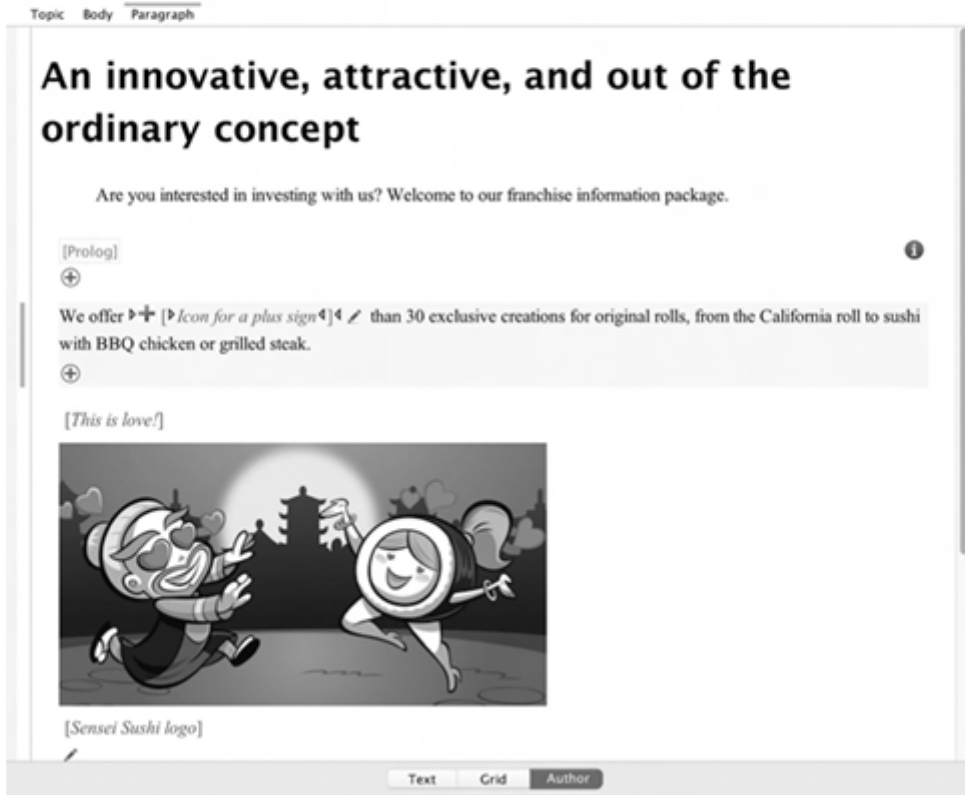 Topic Body Paragraph
An innovative, attractive, and out of the
ordinary concept
Are you interested in investing with us? Welcome to our franchise information package.
[Prolog]
We offer [Icon for a plus sign] than 30 exclusive creations for original rolls, from the California roll to sushi
with BBQ chicken or grilled steak.
[This is love!]
[Sensei Sushi logo]
Text Grid Author